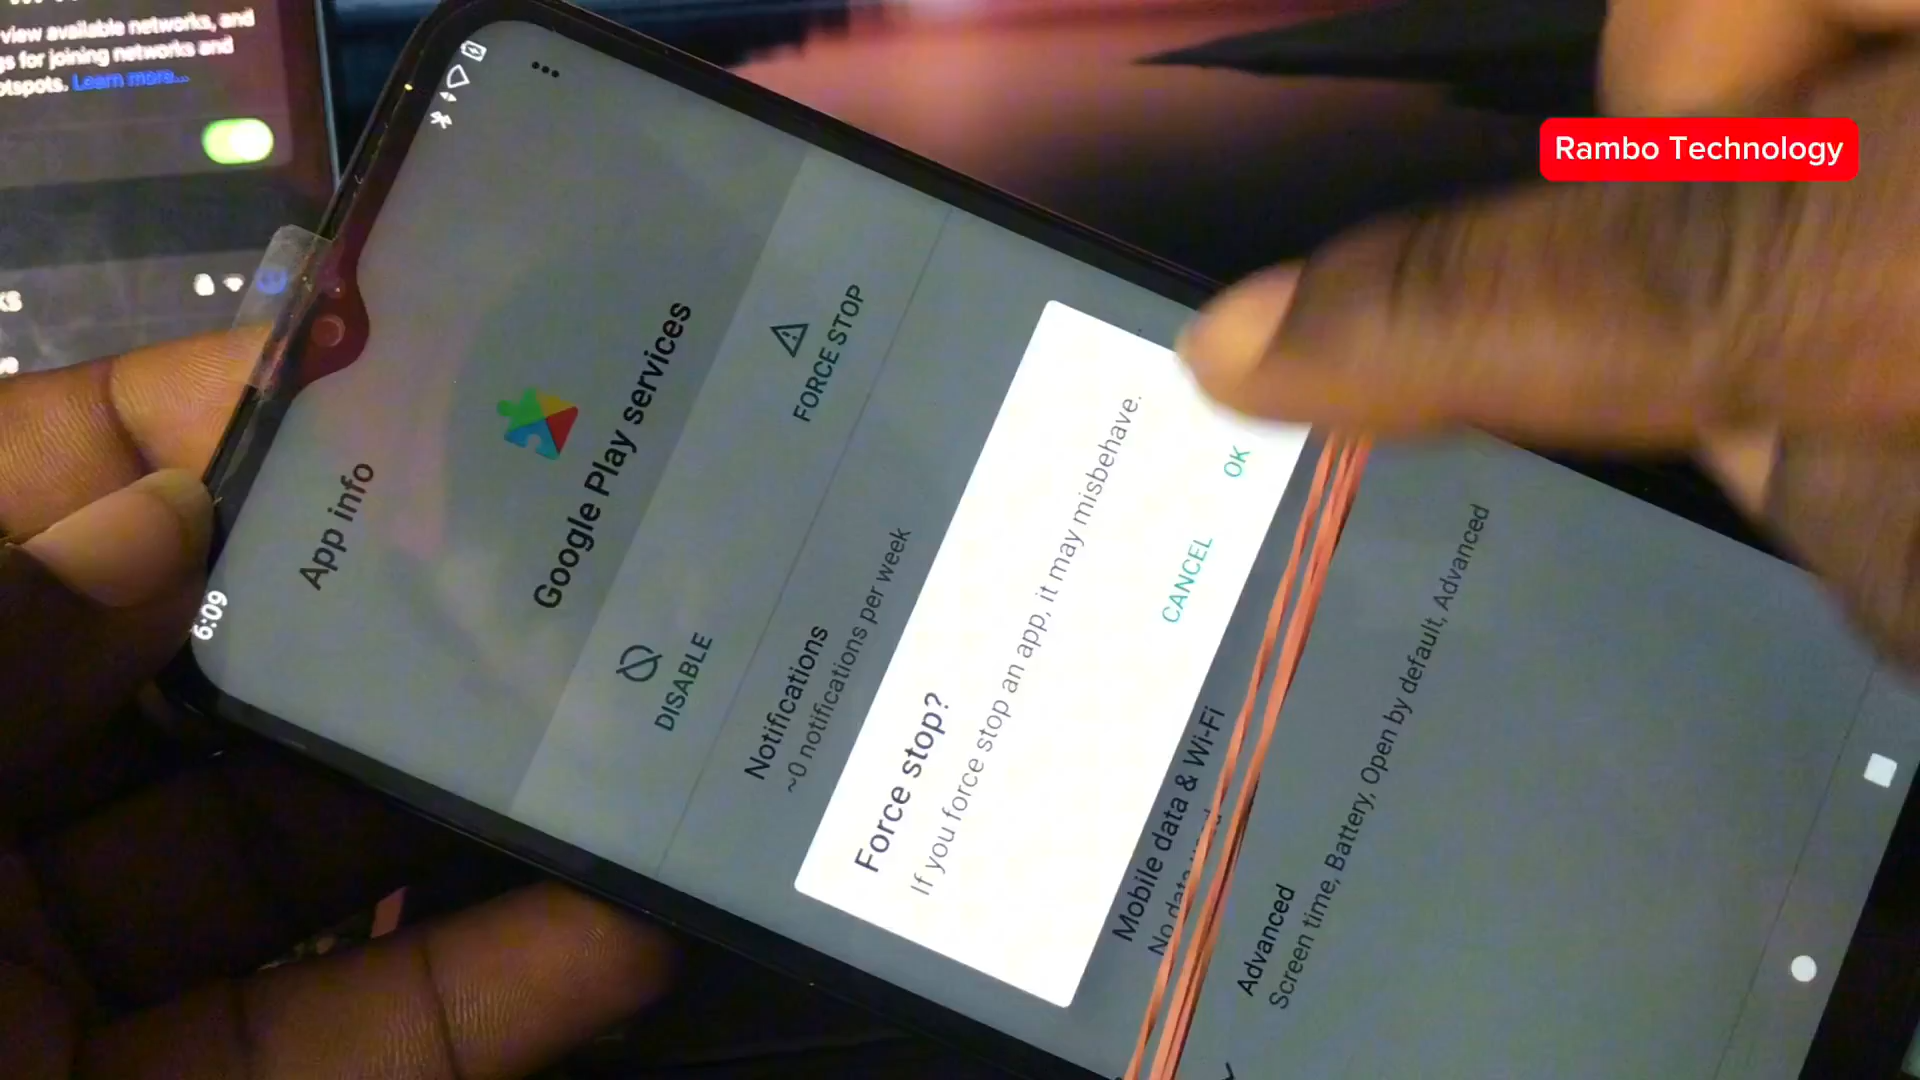 view available networks, and
for joining networks and
Learn more...
Rambo Technology
6:09
App info
Google Play services
DISABLE
FORCE STOP
Notifications
~0 notifications per week
Force stop?
If you force stop an app, it may misbehave.
CANCEL
OK
Mobile data & Wi-Fi
No
Advanced
Screen time, Battery, Open by default, Advanced